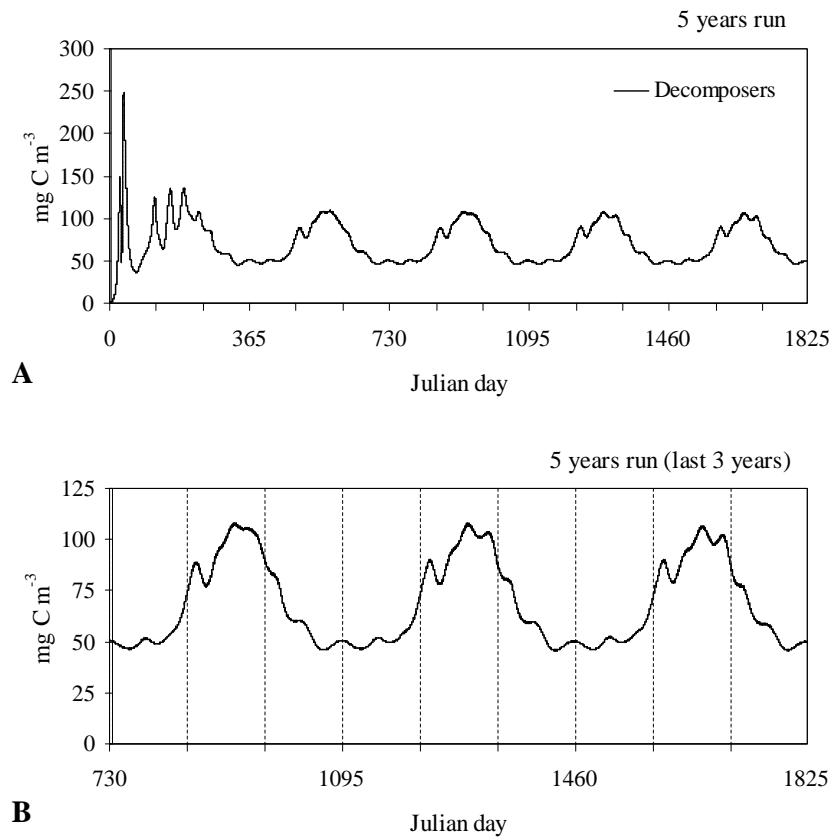 5 years run
300
250
200
150
100
50
0
mg C m-3
Decomposers
0 365 730 1095 1460 1825
Julian day
A
5 years run (last 3 years)
125
100
75
50
25
0
mg C m-3
730 1095 1460 1825
Julian day
B